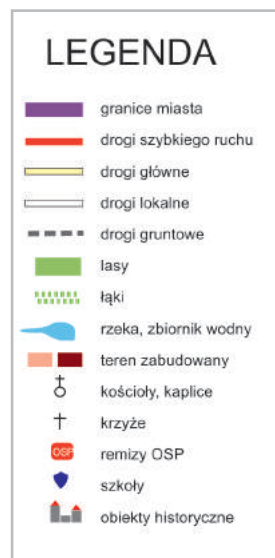 LEGENDA
granice miasta
drogi szybkiego ruchu
drogi główne
drogi lokalne
drogi gruntowe
lasy
łąki
rzeka, zbiornik wodny
teren zabudowany
kościoły, kaplice
krzyże
OSP remizy OSP
szkoły
obiekty historyczne